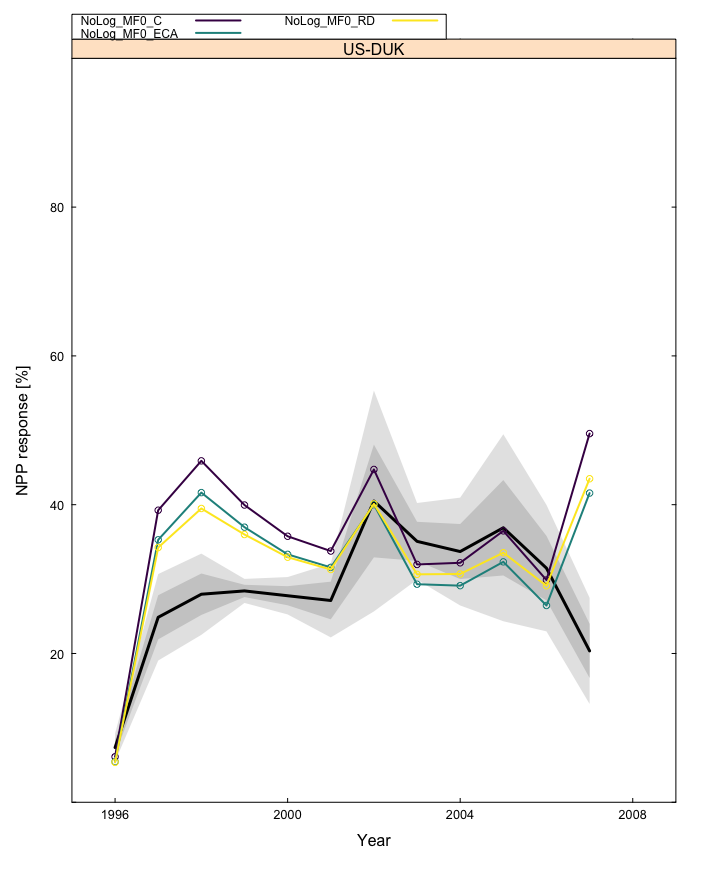 NoLog_MF0_C NoLog_MF0_RD
NoLog_MF0_ECA
US-DUK
80
60
40
20
NPP response [%]
1996 2000 2004 2008
Year